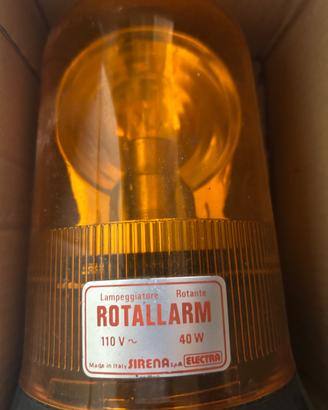 Lampeggiatore Rotante
ROTALLARM
110 V ~ 40 W
Made in Italy SIRENA S.p.A. ELECTRA